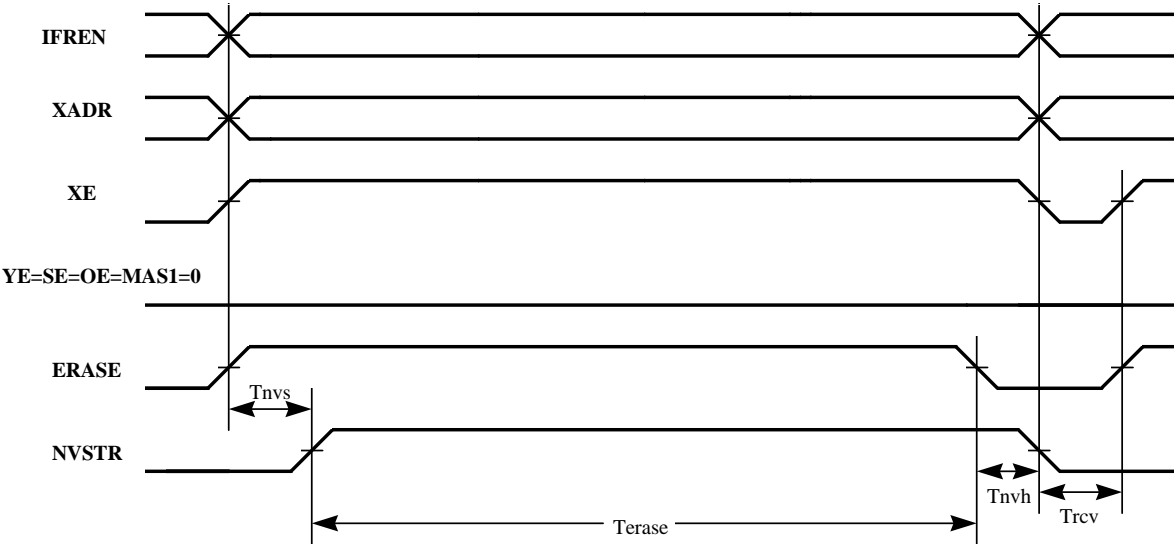 IFREN
XADR
XE
YE=SE=OE=MAS1=0
ERASE
Tnvs
NVSTR
Tnvh
Trcv
Terase